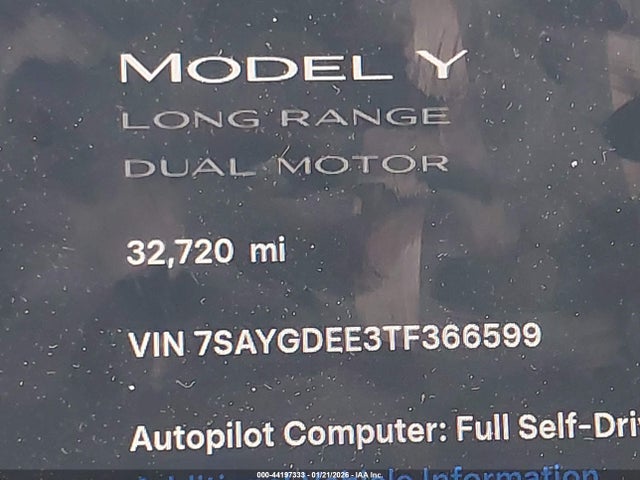 MODEL Y
LONG RANGE
DUAL MOTOR
32,720 mi
VIN 7SAYGDEE3TF366599
Autopilot Computer: Full Self-Dri
Information
000-44197333 - 01/21/2026 - IAA Inc.